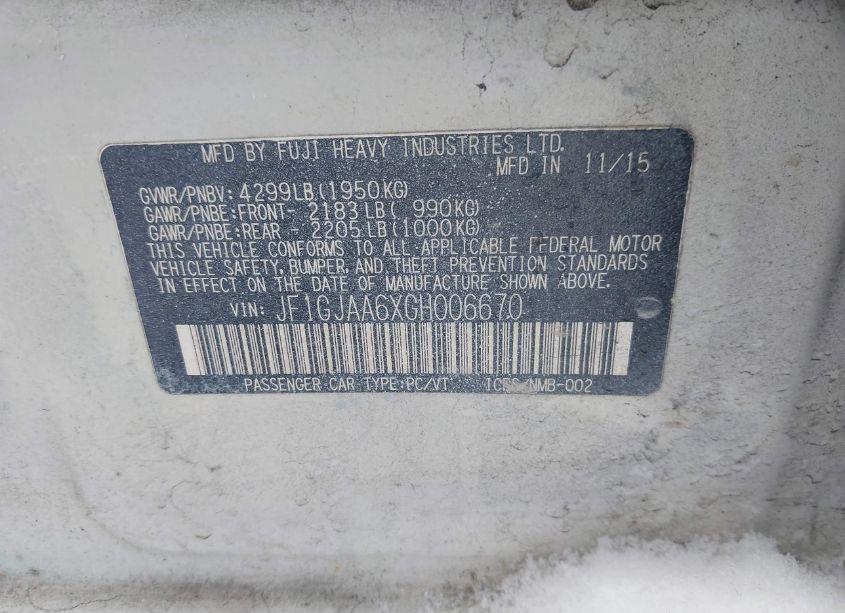 MFD BY FUJI HEAVY INDUSTRIES LTD.
MFD IN 11/15
GVWR/PNBV: 4299LB(1950KG)
GAWR/PNBE:FRONT- 2183LB( 990KG)
GAWR/PNBE:REAR - 2205LB(1000KG)
THIS VEHICLE CONFORMS TO ALL APPLICABLE FEDERAL MOTOR
VEHICLE SAFETY, BUMPER, AND THEFT PREVENTION STANDARDS
IN EFFECT ON THE DATE OF MANUFACTURE SHOWN ABOVE.
VIN: JF1GJAA6XGH006670
PASSENGER CAR TYPE:PC/VT ICES/NMB-002